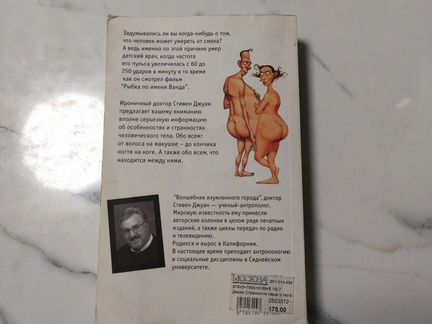 Задумывались ли вы когда-нибудь о том,
что человек может умереть от смеха?
А ведь именно по этой причине умер
датский врач, когда частота
его пульса увеличилась с 60 до
250 ударов в минуту в то время
как он смотрел фильм
"Рыбка по имени Ванда".
Ироничный доктор Стивен Джуан
предлагает вашему вниманию
вполне серьезную информацию
об особенностях и странностях
человеческого тела. Обо всем:
от волоса на макушке – до кончика
ногтя на ноге. А также обо всем, что
находится между ними.
"Волшебник изумленного города", доктор
Стивен Джуан — ученый-антрополог.
Мировую известность ему принесли
авторские колонки в целом ряде печатных
изданий, а также циклы передач по радио
и телевидению.
Родился и вырос в Калифорнии.
В настоящее время преподает антропологию
и социальные дисциплины в Сиднейском
университете.
МОСКВА
Джуан Странности нашего тела
178.00